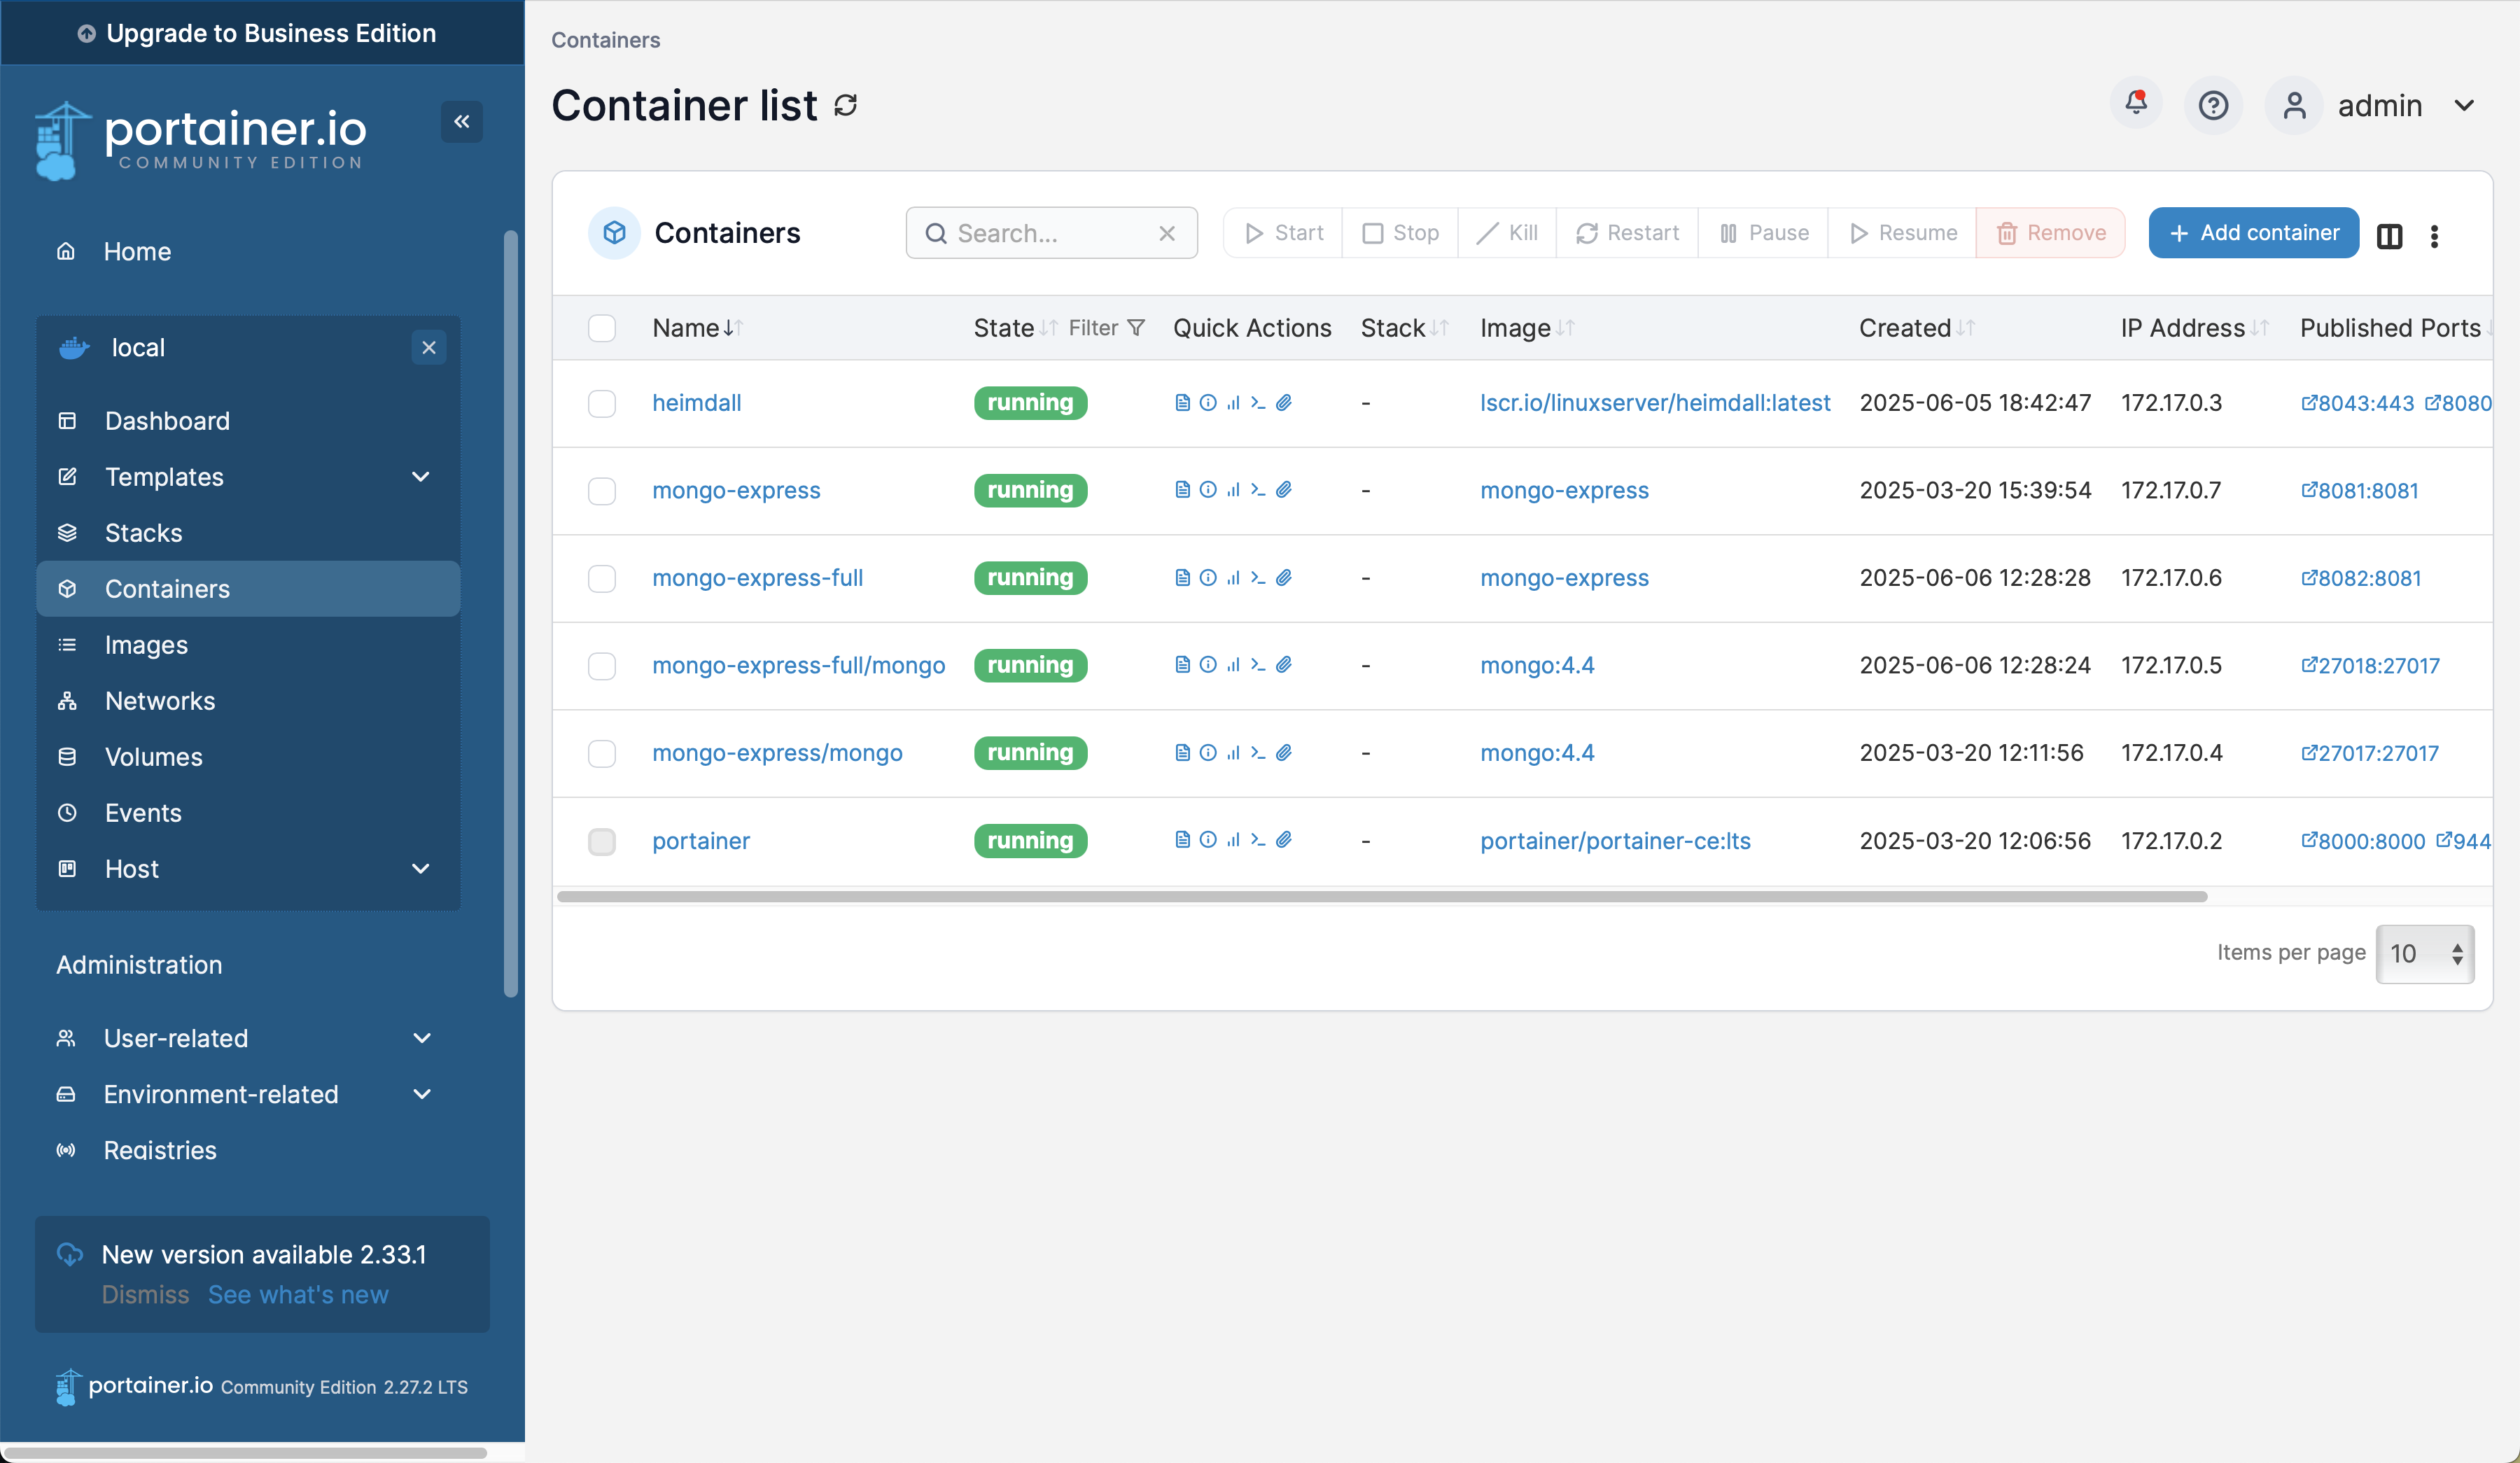 Upgrade to Business Edition
portainer.io
COMMUNITY EDITION
Home
local
Dashboard
Templates
Stacks
Containers
Images
Networks
Volumes
Events
Host
Administration
User-related
Environment-related
Registries
New version available 2.33.1
Dismiss See what's new
portainer.io Community Edition 2.27.2 LTS
Containers
Container list
admin
Containers
Search...
Start Stop Kill Restart Pause Resume Remove
Add container
Name State Filter Quick Actions Stack Image Created IP Address Published Ports
heimdall running - lscr.io/linuxserver/heimdall:latest 2025-06-05 18:42:47 172.17.0.3 8043:443 8080
mongo-express running - mongo-express 2025-03-20 15:39:54 172.17.0.7 8081:8081
mongo-express-full running - mongo-express 2025-06-06 12:28:28 172.17.0.6 8082:8081
mongo-express-full/mongo running - mongo:4.4 2025-06-06 12:28:24 172.17.0.5 27018:27017
mongo-express/mongo running - mongo:4.4 2025-03-20 12:11:56 172.17.0.4 27017:27017
portainer running - portainer/portainer-ce:lts 2025-03-20 12:06:56 172.17.0.2 8000:8000 944
Items per page 10